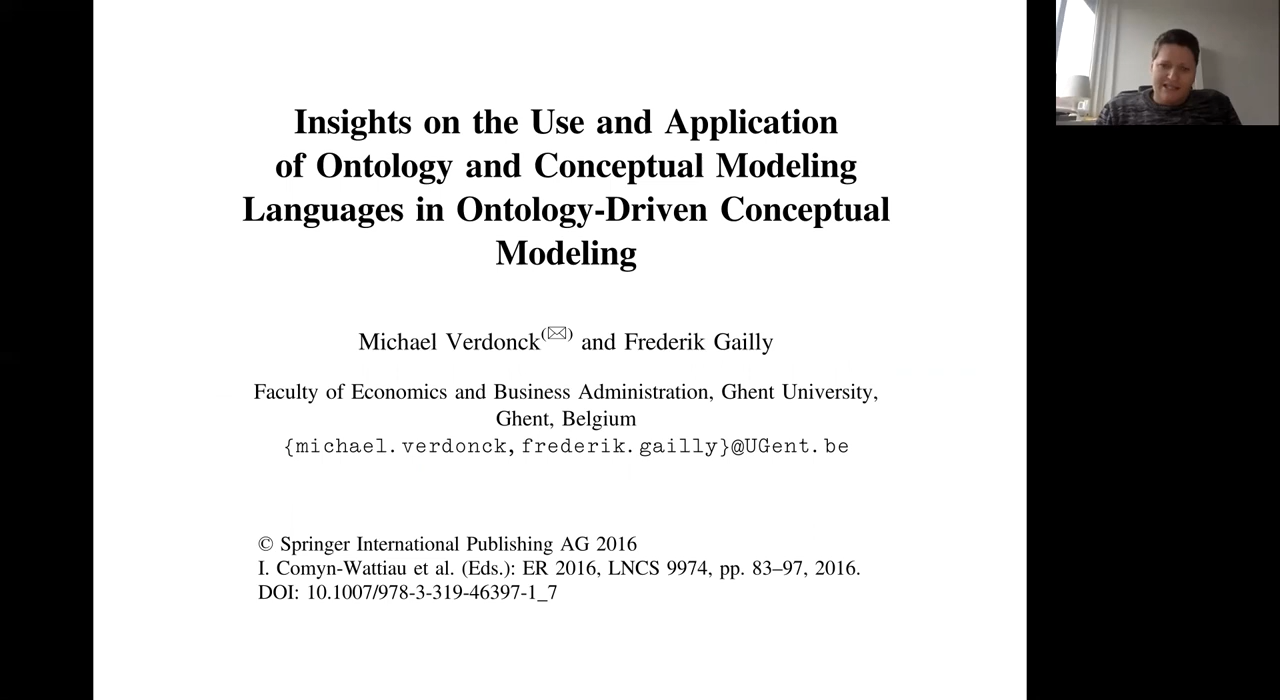 Insights on the Use and Application
of Ontology and Conceptual Modeling
Languages in Ontology-Driven Conceptual
Modeling
Michael Verdonck(✉) and Frederik Gailly
Faculty of Economics and Business Administration, Ghent University,
Ghent, Belgium
{michael.verdonck,frederik.gailly}@UGent.be
© Springer International Publishing AG 2016
I. Comyn-Wattiau et al. (Eds.): ER 2016, LNCS 9974, pp. 83–97, 2016.
DOI: 10.1007/978-3-319-46397-1_7